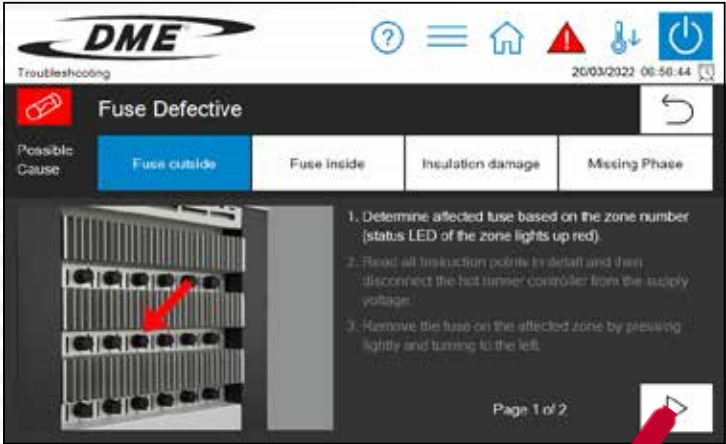 DME
Troubleshooting
20/03/2022 06:56:44
Fuse Defective
Possible
Cause
Fuse outside
Fuse inside
Insulation damage
Missing Phase
1. Determine affected fuse based on the zone number
(status LED of the zone lights up red).
2. Read all instruction points in detail and then
disconnect the hot runner controller from the supply
voltage.
3. Remove the fuse on the affected zone by pressing
lightly and turning to the left.
Page 1 of 2